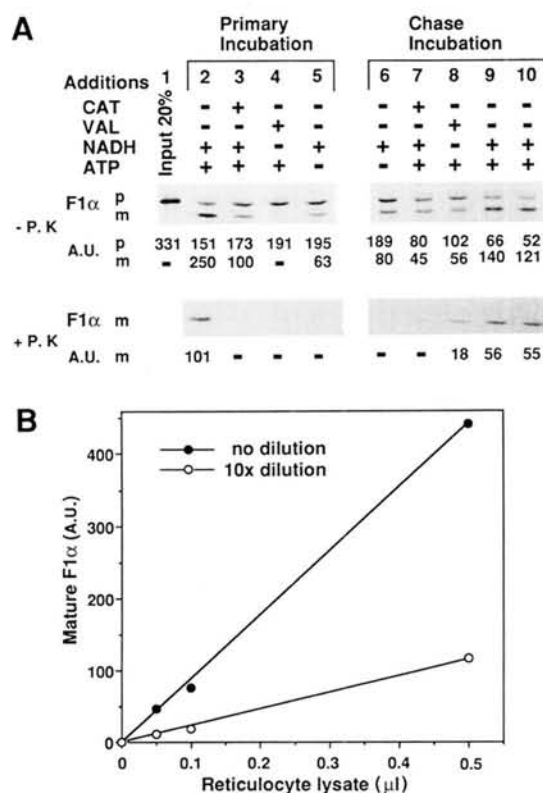 A
Primary Incubation
Chase Incubation
Additions 1 2 3 4 5 6 7 8 9 10
Input 20%
CAT - + - - - + - - -
VAL - - + - - - + - -
NADH + + - + + + - + +
ATP + + + - - + + + +
- P. K
F1α p
m
A.U. p 331 151 173 191 195 189 80 102 66 52
m - 250 100 - 63 80 45 56 140 121
+ P. K
F1α m
A.U. m 101 - - - - - 18 56 55
B
no dilution
10x dilution
Mature F1α (A.U.)
400
300
200
100
0
0 0.1 0.2 0.3 0.4 0.5
Reticulocyte lysate (μl)